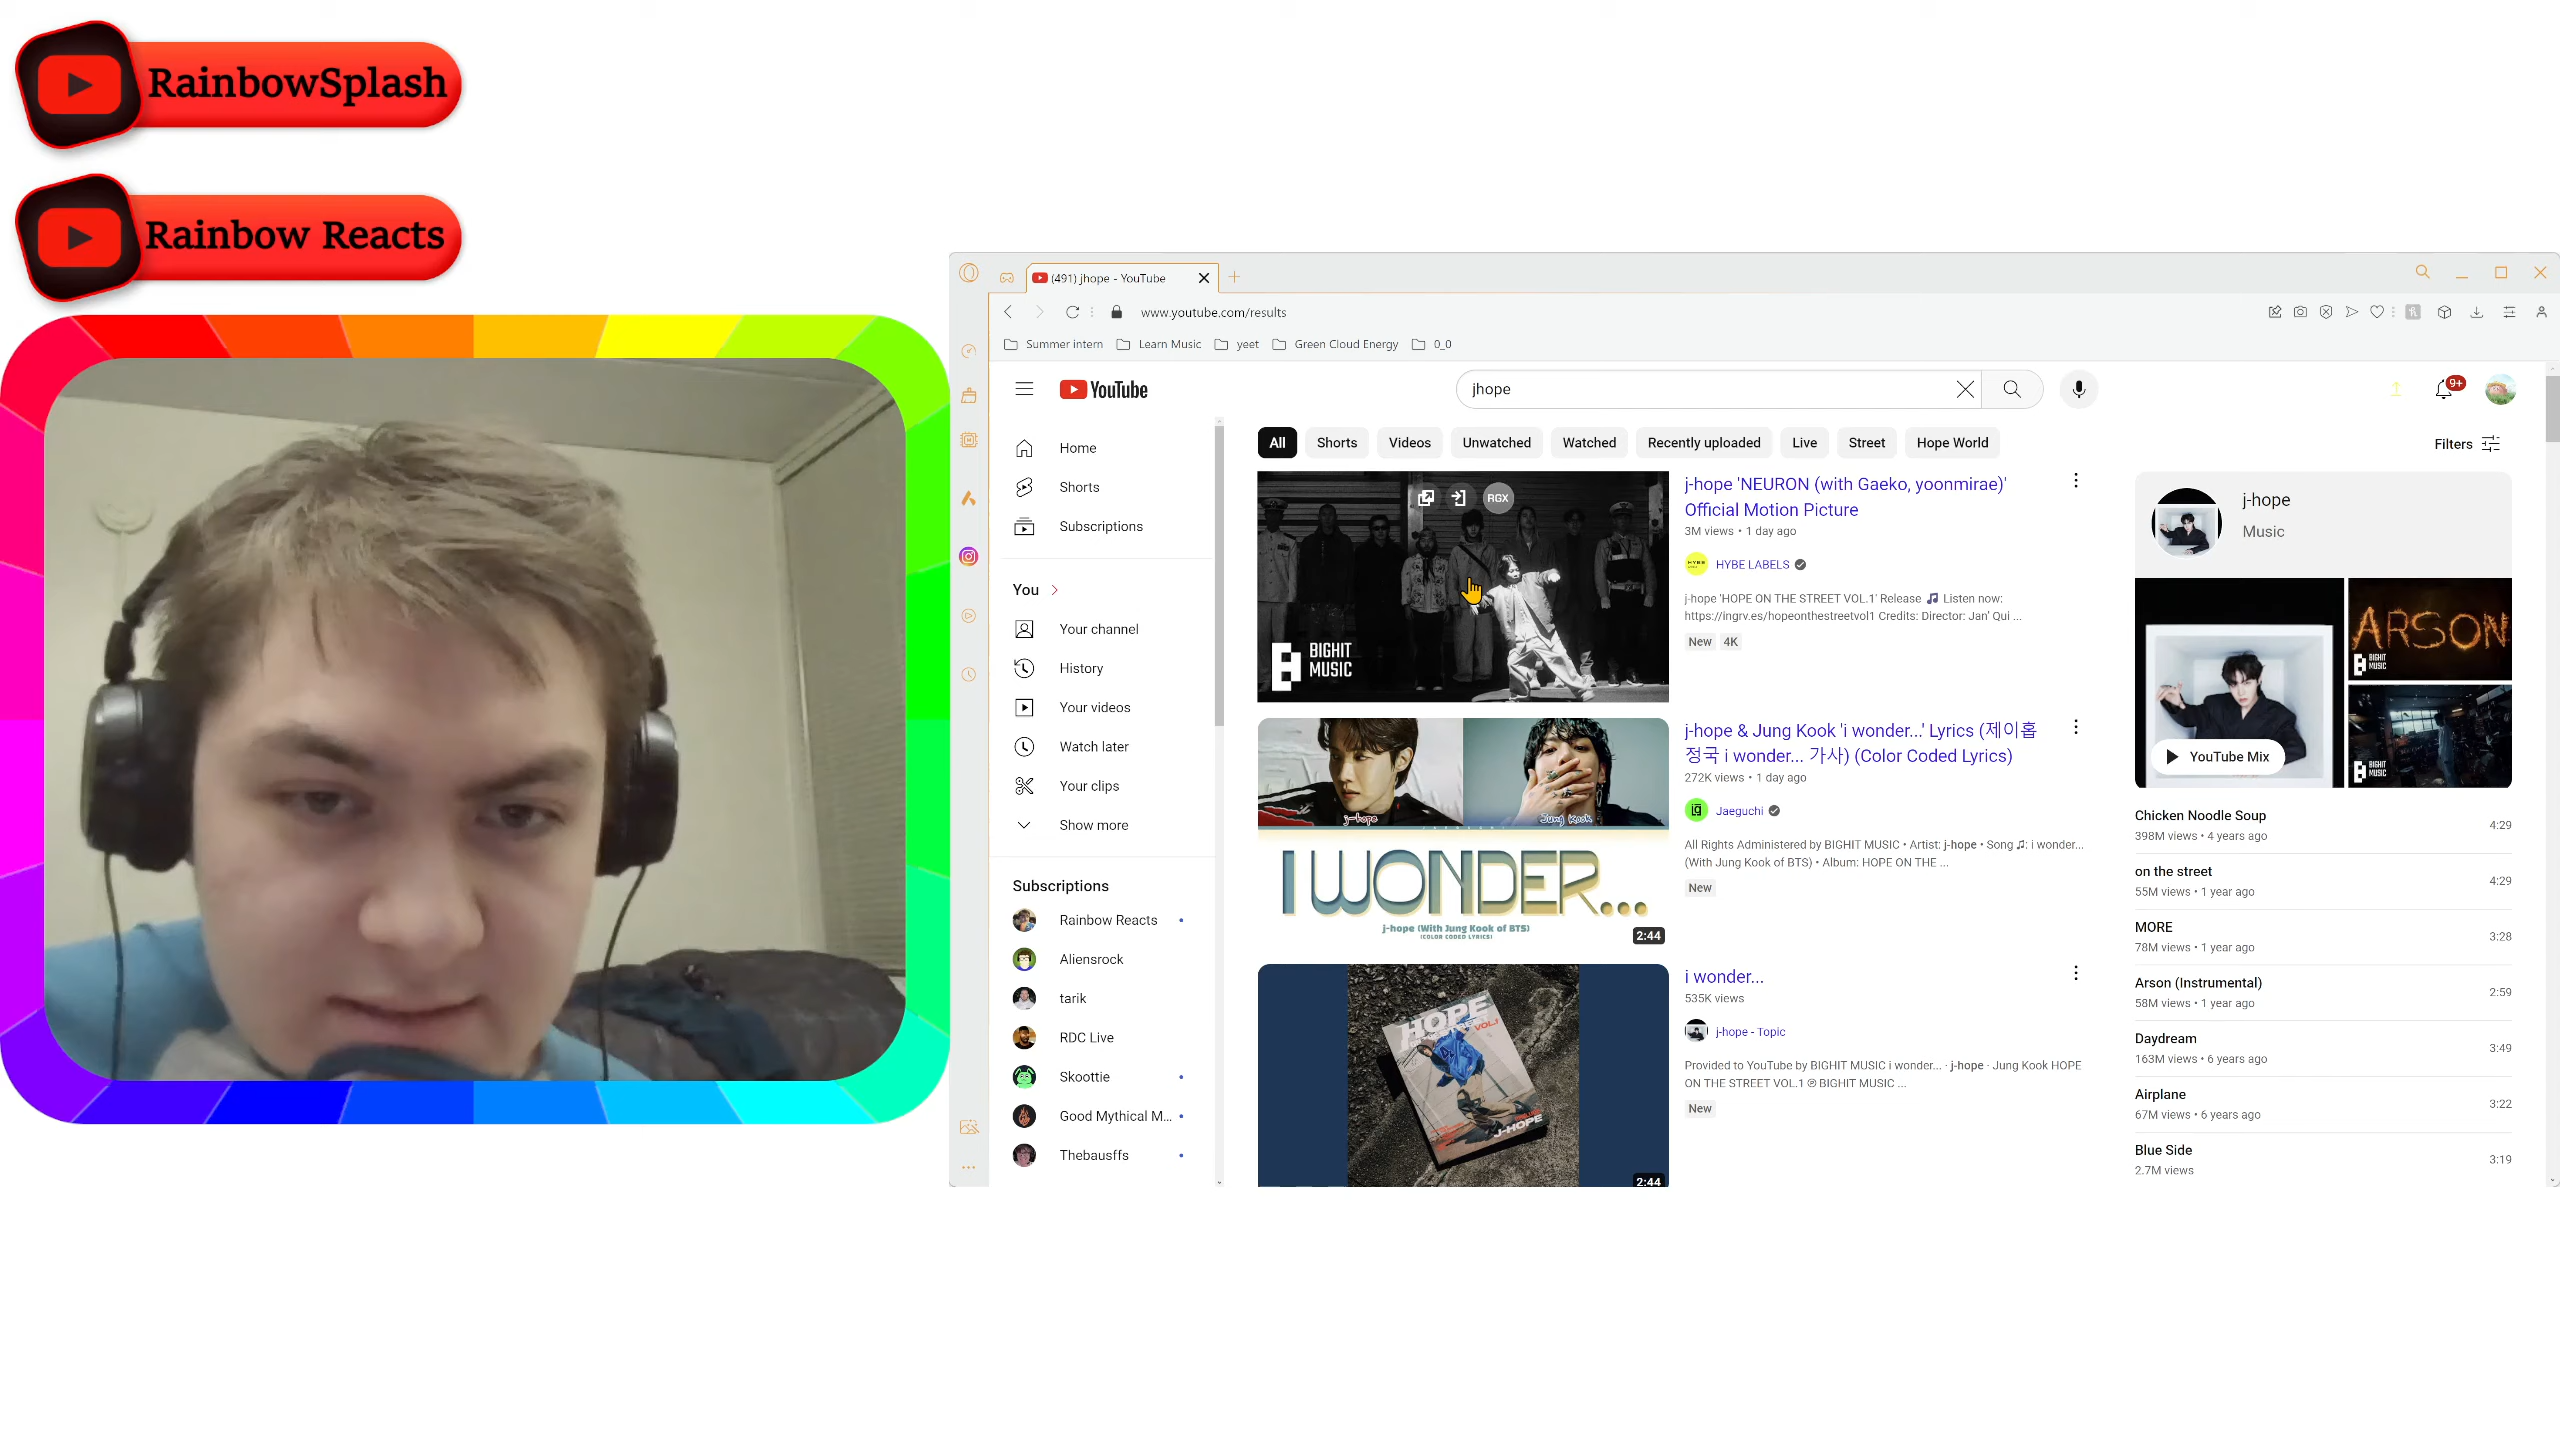 RainbowSplash
Rainbow Reacts
(491) jhope - YouTube
www.youtube.com/results
Summer intern
Learn Music
yeet
Green Cloud Energy
0_0
YouTube
jhope
9+
Home
Shorts
Subscriptions
You
Your channel
History
Your videos
Watch later
Your clips
Show more
Subscriptions
Rainbow Reacts
Aliensrock
tarik
RDC Live
Skoottie
Good Mythical M...
Thebausffs
All
Shorts
Videos
Unwatched
Watched
Recently uploaded
Live
Street
Hope World
Filters
RGX
BIGHIT
MUSIC
j-hope 'NEURON (with Gaeko, yoonmirae)'
Official Motion Picture
3M views • 1 day ago
HYBE LABELS
j-hope 'HOPE ON THE STREET VOL.1' Release 🎵 Listen now:
https://ingrv.es/hopeonthestreetvol1 Credits: Director: Jan' Qui ...
New 4K
j-hope
Jung Kook
I WONDER...
j-hope (With Jung Kook of BTS)
(COLOR CODED LYRICS)
2:44
j-hope & Jung Kook 'i wonder...' Lyrics (제이홉
정국 i wonder... 가사) (Color Coded Lyrics)
272K views • 1 day ago
Jaeguchi
All Rights Administered by BIGHIT MUSIC • Artist: j-hope • Song ♫: i wonder...
(With Jung Kook of BTS) • Album: HOPE ON THE ...
New
HOPE
VOL.1
J-HOPE
2:44
i wonder...
535K views
j-hope - Topic
Provided to YouTube by BIGHIT MUSIC i wonder... · j-hope · Jung Kook HOPE
ON THE STREET VOL.1 ℗ BIGHIT MUSIC ...
New
j-hope
Music
ARSON
BIGHIT
MUSIC
BIGHIT
MUSIC
YouTube Mix
Chicken Noodle Soup
398M views • 4 years ago
4:29
on the street
55M views • 1 year ago
4:29
MORE
78M views • 1 year ago
3:28
Arson (Instrumental)
58M views • 1 year ago
2:59
Daydream
163M views • 6 years ago
3:49
Airplane
67M views • 6 years ago
3:22
Blue Side
2.7M views
3:19